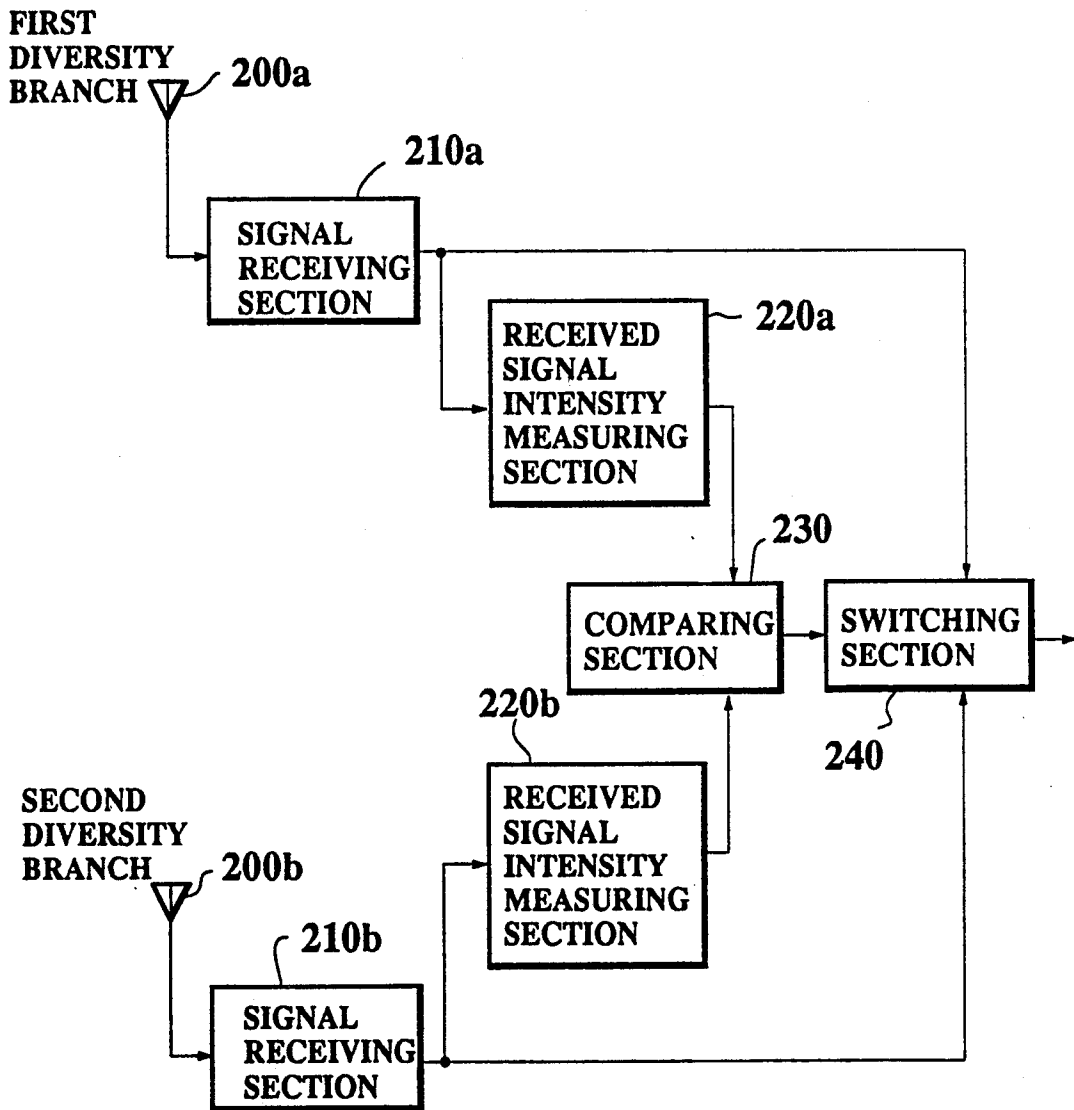 FIRST
DIVERSITY
BRANCH
200a
210a
SIGNAL
RECEIVING
SECTION
220a
RECEIVED
SIGNAL
INTENSITY
MEASURING
SECTION
230
COMPARING
SECTION
SWITCHING
SECTION
240
220b
RECEIVED
SIGNAL
INTENSITY
MEASURING
SECTION
SECOND
DIVERSITY
BRANCH
200b
210b
SIGNAL
RECEIVING
SECTION